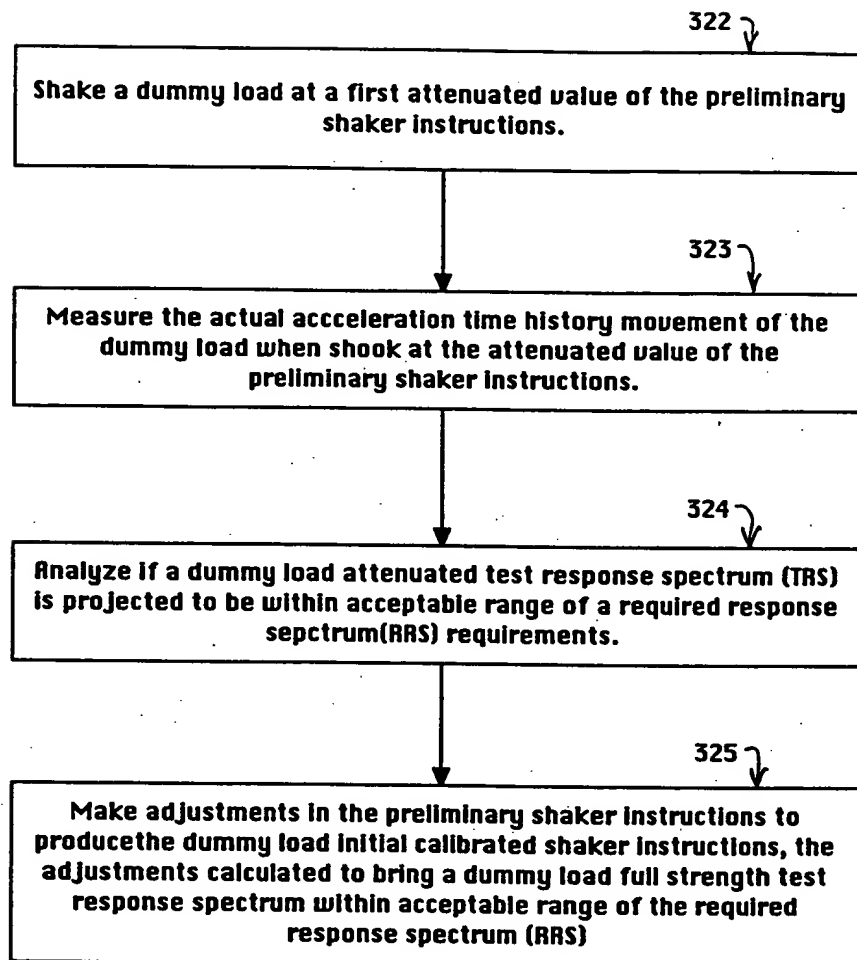 322
Shake a dummy load at a first attenuated value of the preliminary
shaker instructions.
323
Measure the actual accceleration time history movement of the
dummy load when shook at the attenuated value of the
preliminary shaker instructions.
324
Analyze if a dummy load attenuated test response spectrum (TRS)
is projected to be within acceptable range of a required response
sepctrum(RRS) requirements.
325
Make adjustments in the preliminary shaker instructions to
producethe dummy load initial calibrated shaker instructions, the
adjustments calculated to bring a dummy load full strength test
response spectrum within acceptable range of the required
response spectrum (RRS)